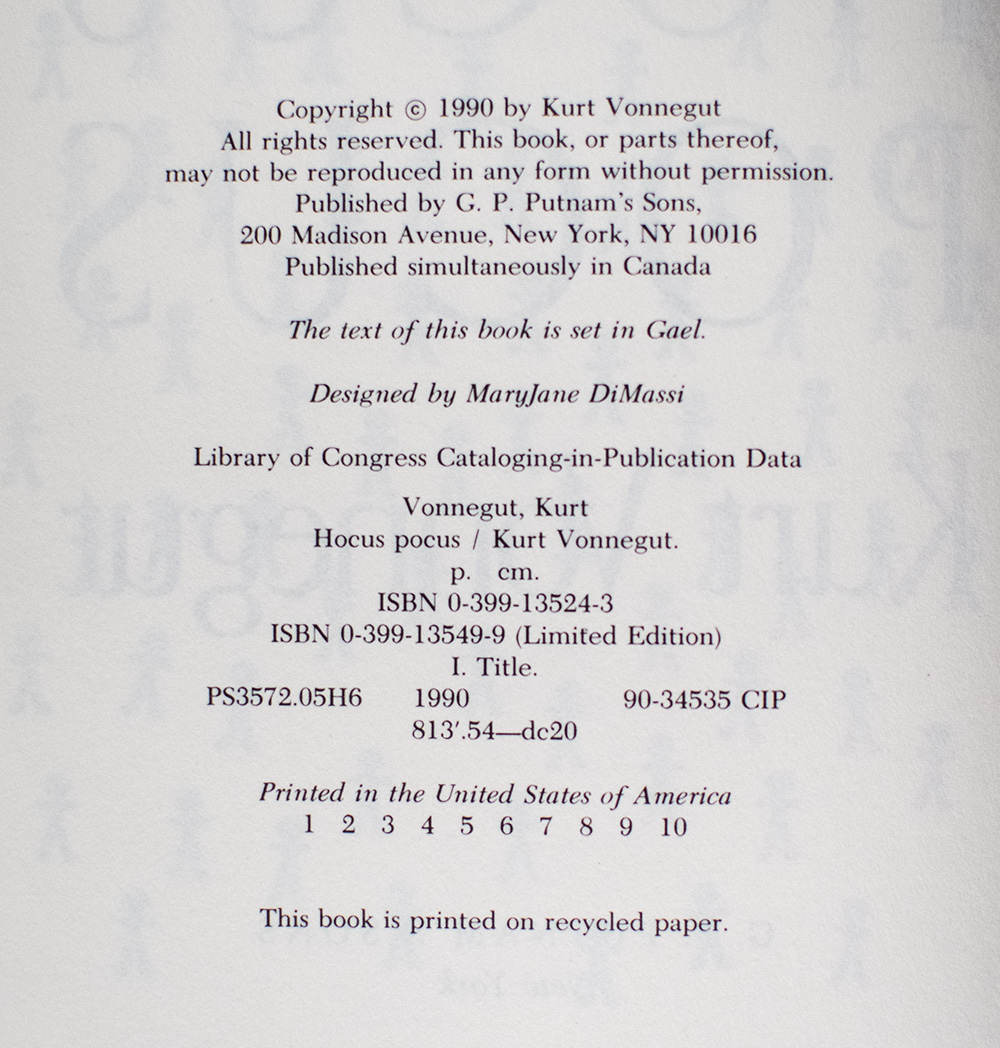 Copyright © 1990 by Kurt Vonnegut
All rights reserved. This book, or parts thereof,
may not be reproduced in any form without permission.
Published by G. P. Putnam's Sons,
200 Madison Avenue, New York, NY 10016
Published simultaneously in Canada
The text of this book is set in Gael.
Designed by MaryJane DiMassi
Library of Congress Cataloging-in-Publication Data
Vonnegut, Kurt
Hocus pocus / Kurt Vonnegut.
p. cm.
ISBN 0-399-13524-3
ISBN 0-399-13549-9 (Limited Edition)
I. Title.
PS3572.05H6 1990 90-34535 CIP
813′.54—dc20
Printed in the United States of America
1 2 3 4 5 6 7 8 9 10
This book is printed on recycled paper.